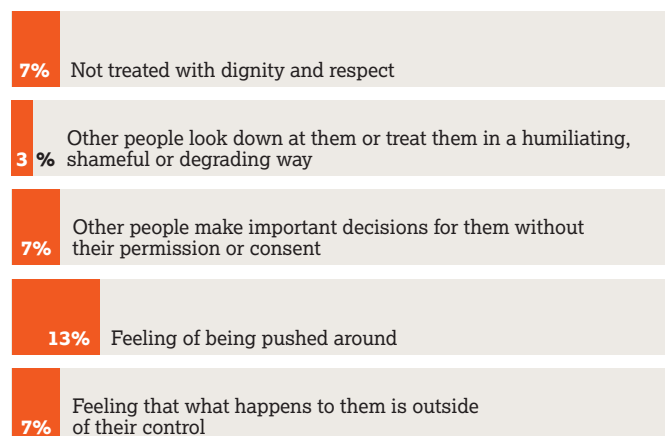 7% Not treated with dignity and respect
Other people look down at them or treat them in a humiliating,
3 % shameful or degrading way
Other people make important decisions for them without
7% their permission or consent
13% Feeling of being pushed around
Feeling that what happens to them is outside
7% of their control